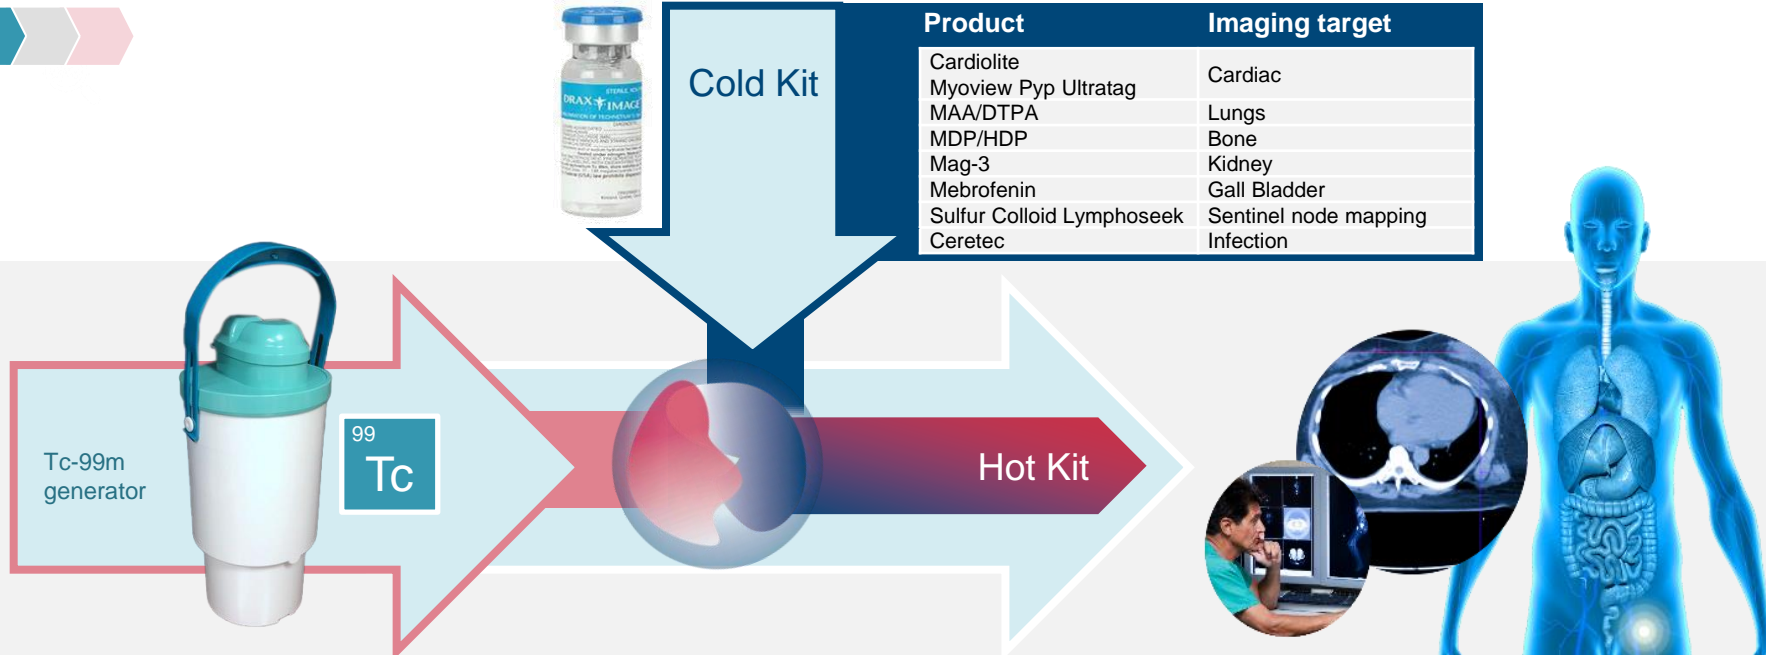 STERILE
DRAX IMAGE
Cold Kit
Product Imaging target
Cardiolite
Myoview Pyp Ultratag
Cardiac
MAA/DTPA Lungs
MDP/HDP Bone
Mag-3 Kidney
Mebrofenin Gall Bladder
Sulfur Colloid Lymphoseek Sentinel node mapping
Ceretec Infection
Tc-99m
generator
99
Tc
Hot Kit